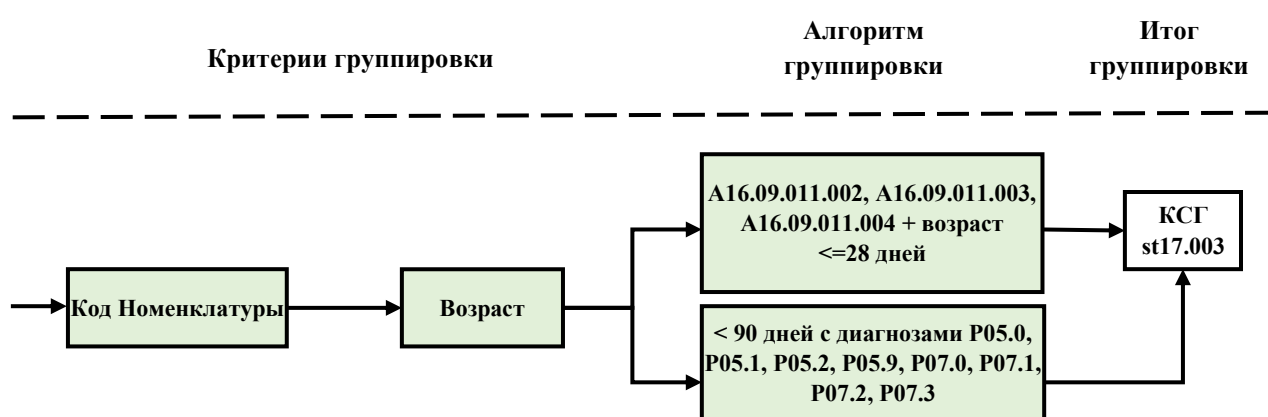 Критерии группировки
Алгоритм
группировки
Итог
группировки
A16.09.011.002, A16.09.011.003,
A16.09.011.004 + возраст
<=28 дней
КСГ
st17.003
Код Номенклатуры
Возраст
< 90 дней с диагнозами P05.0,
P05.1, P05.2, P05.9, P07.0, P07.1,
P07.2, P07.3